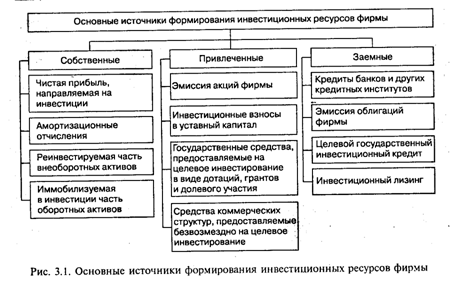 Основные источники формирования инвестиционных ресурсов фирмы
Собственные
Чистая прибыль,
направляемая на
инвестиции
Амортизационные
отчисления
Реинвестируемая часть
внеоборотных активов
Иммобилизуемая
в инвестиции часть
оборотных активов
Привлеченные
Эмиссия акций фирмы
Инвестиционные взносы
в уставный капитал
Государственные средства,
предоставляемые на
целевое инвестирование
в виде дотаций, грантов
и долевого участия
Средства коммерческих
структур, предоставляемые
безвозмездно на целевое
инвестирование
Заемные
Кредиты банков и других
кредитных институтов
Эмиссия облигаций
фирмы
Целевой государственный
инвестиционный кредит
Инвестиционный лизинг
Рис. 3.1. Основные источники формирования инвестиционных ресурсов фирмы